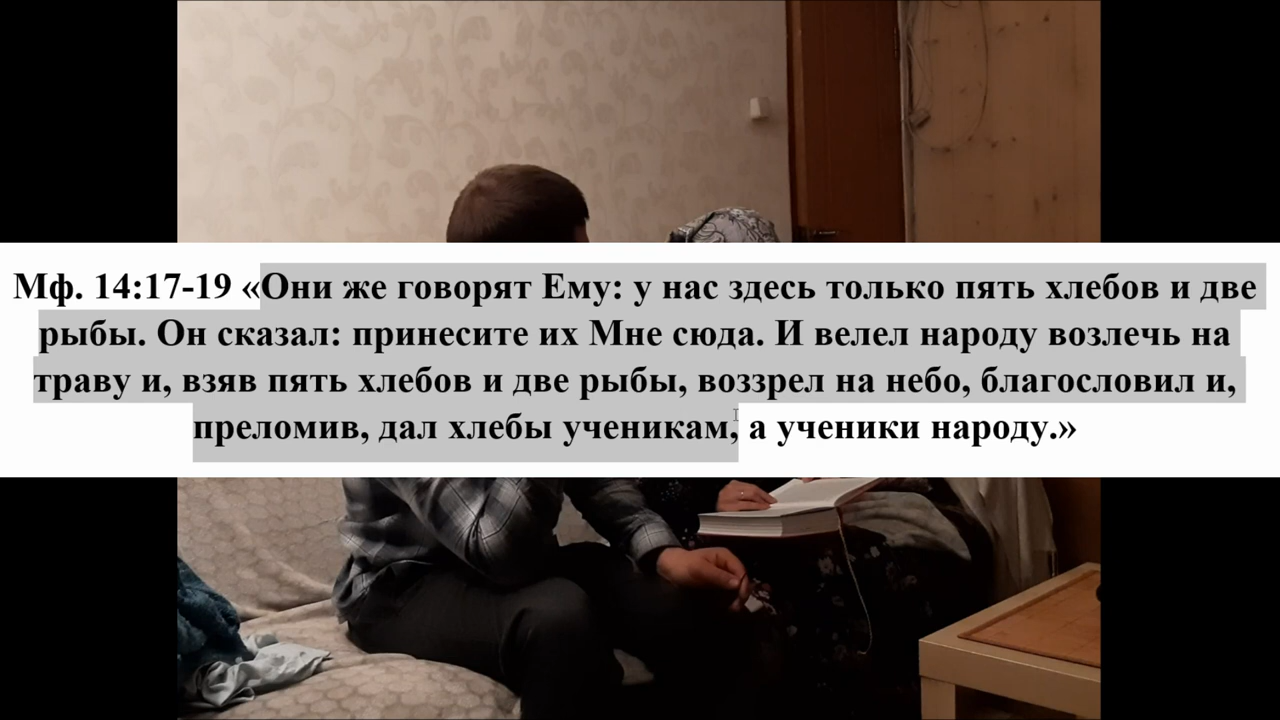 Мф. 14:17-19 «Они же говорят Ему: у нас здесь только пять хлебов и две
рыбы. Он сказал: принесите их Мне сюда. И велел народу возлечь на
траву и, взяв пять хлебов и две рыбы, воззрел на небо, благословил и,
преломив, дал хлебы ученикам, а ученики народу.»